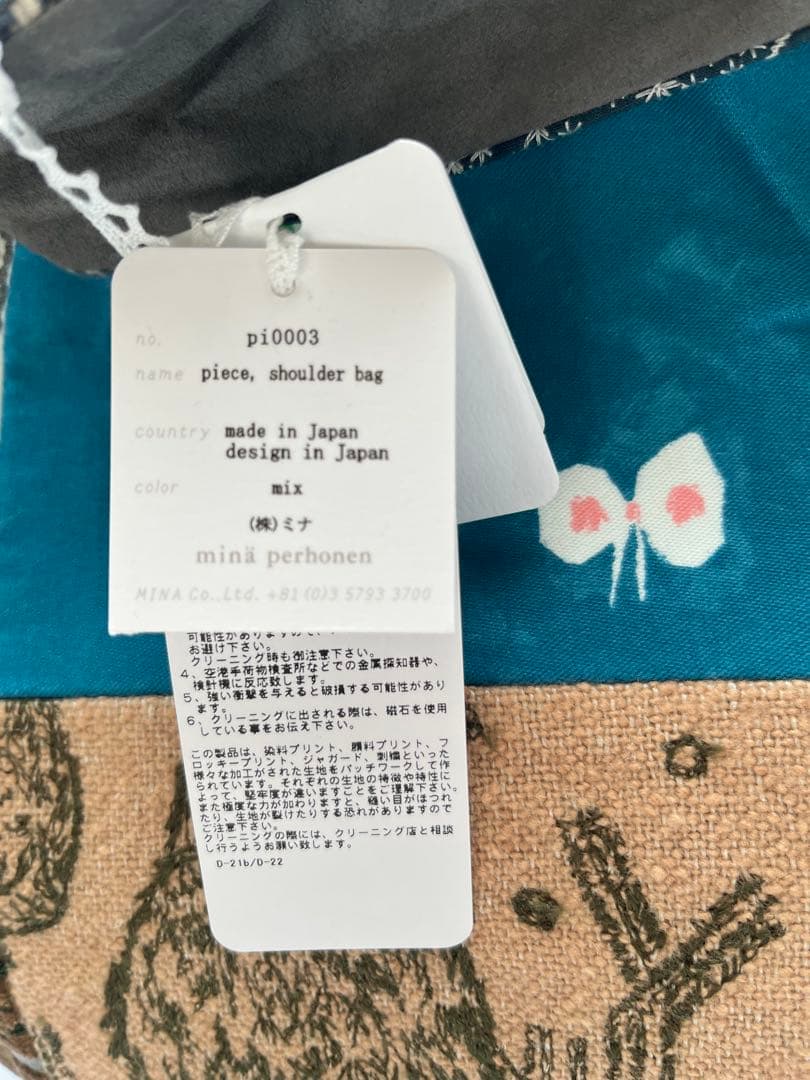 no. pi0003
name piece, shoulder bag
country made in Japan
design in Japan
color mix
(株)ミナ
minä perhonen
MINA Co.,Ltd. +81 (0)3 5793 3700
可能性がありますので、
お避け下さい。
クリーニング時も御注意下さい。
4、空港手荷物検査所などでの金属探知器や、
検針機に反応致します。
5、強い衝撃を与えると破損する可能性があり
ます。
6、クリーニングに出される際は、磁石を使用
している事をお伝え下さい。
この製品は、染料プリント、顔料プリント、フ
ロッキープリント、ジャガード、刺繍といった
様々な加工がされた生地をパッチワークして作
られています。それぞれの生地の特徴や特性に
よって、堅牢度が違いますことをご理解下さい。
また極度な力が加わりますと、縫い目がほつれ
たり、生地が裂けたりする恐れがありますので
ご注意下さい。
クリーニングの際には、クリーニング店と相談
し行うようお願い致します。
D-21b/D-22